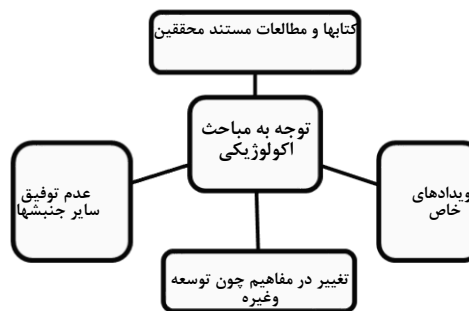 کتابها و مطالعات مستند محققین
توجه به مباحث
اکولوژیکی
ویدادهای
خاص
عدم توفیق
سایر جنبشها
تغییر در مفاهیم چون توسعه
وغیره